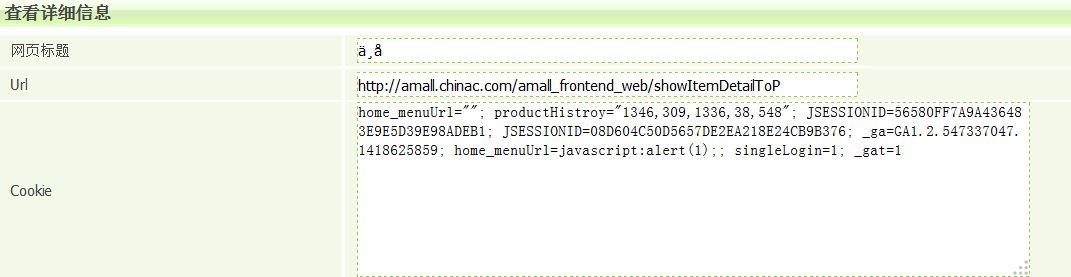 查看详细信息
网页标题
ä¸å
Url
http://amall.chinac.com/amall_frontend_web/showItemDetailToP
Cookie
home_menuUrl=""; productHistroy="1346,309,1336,38,548"; JSESSIONID=56580FF7A9A43648
3E9E5D39E98ADEB1; JSESSIONID=08D604C50D5657DE2EA218E24CB9B376; _ga=GA1.2.547337047.
1418625859; home_menuUrl=javascript:alert(1);; singleLogin=1; _gat=1